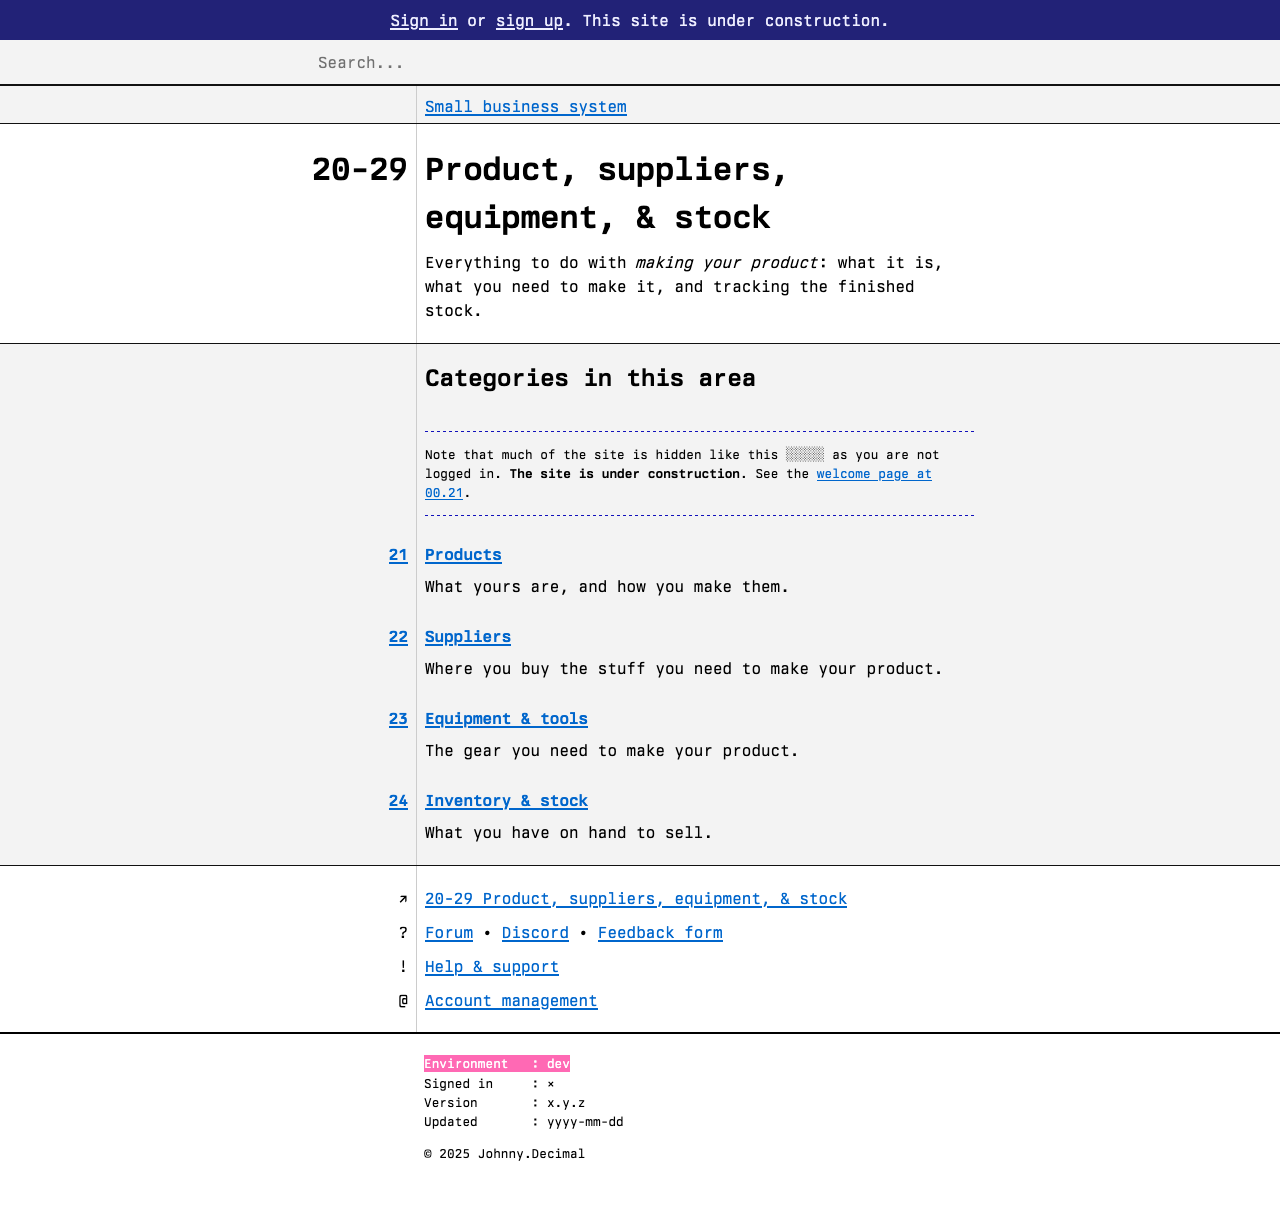 Sign in or sign up. This site is under construction.
Search...
Small business system
20-29 Product, suppliers,
equipment, & stock
Everything to do with making your product: what it is,
what you need to make it, and tracking the finished
stock.
Categories in this area
Note that much of the site is hidden like this ▒▒▒▒▒ as you are not
logged in. The site is under construction. See the welcome page at
00.21.
21 Products
What yours are, and how you make them.
22 Suppliers
Where you buy the stuff you need to make your product.
23 Equipment & tools
The gear you need to make your product.
24 Inventory & stock
What you have on hand to sell.
↗ 20-29 Product, suppliers, equipment, & stock
? Forum • Discord • Feedback form
! Help & support
@ Account management
Environment : dev
Signed in : ×
Version : x.y.z
Updated : yyyy-mm-dd
© 2025 Johnny.Decimal